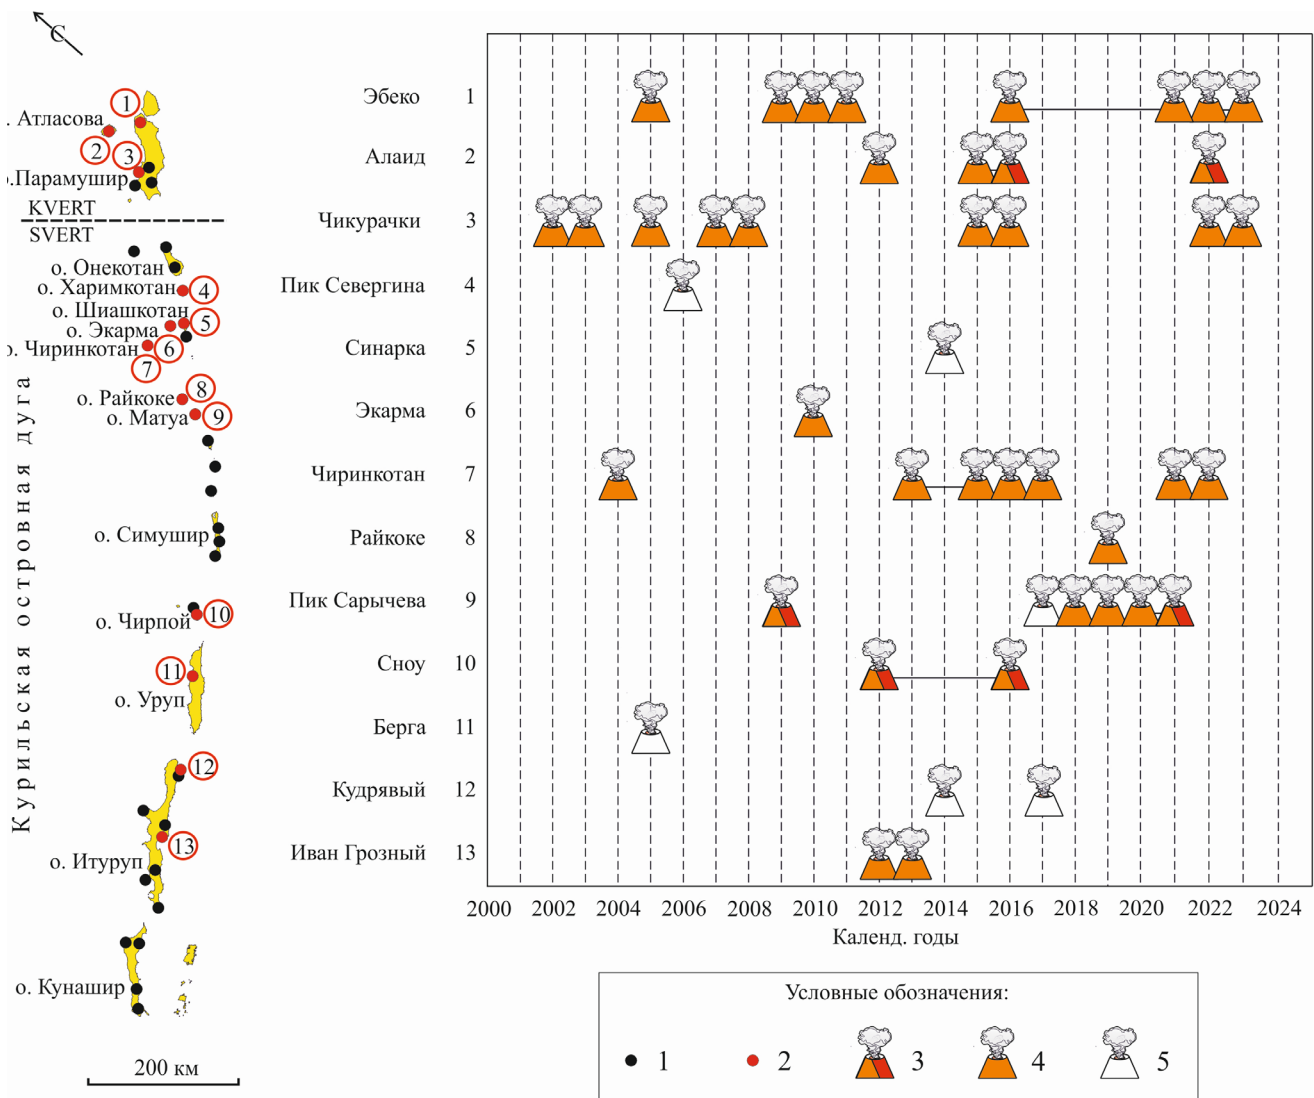 С
1
. Атласова
2
3
.Парамушир
KVERT
SVERT
о. Онекотан
о. Харимкотан
4
о. Шиашкотан
5
о. Экарма
6
о. Чиринкотан
7
8
о. Райкоке
9
о. Матуа
о. Симушир
10
о. Чирпой
11
о. Уруп
12
13
о. Итуруп
о. Кунашир
200 км
Курильская островная дуга
Эбеко 1
Алаид 2
Чикурачки 3
Пик Севергина 4
Синарка 5
Экарма 6
Чиринкотан 7
Райкоке 8
Пик Сарычева 9
Сноу 10
Берга 11
Кудрявый 12
Иван Грозный 13
2000 2002 2004 2006 2008 2010 2012 2014 2016 2018 2020 2022 2024
Календ. годы
Условные обозначения:
1 2 3 4 5